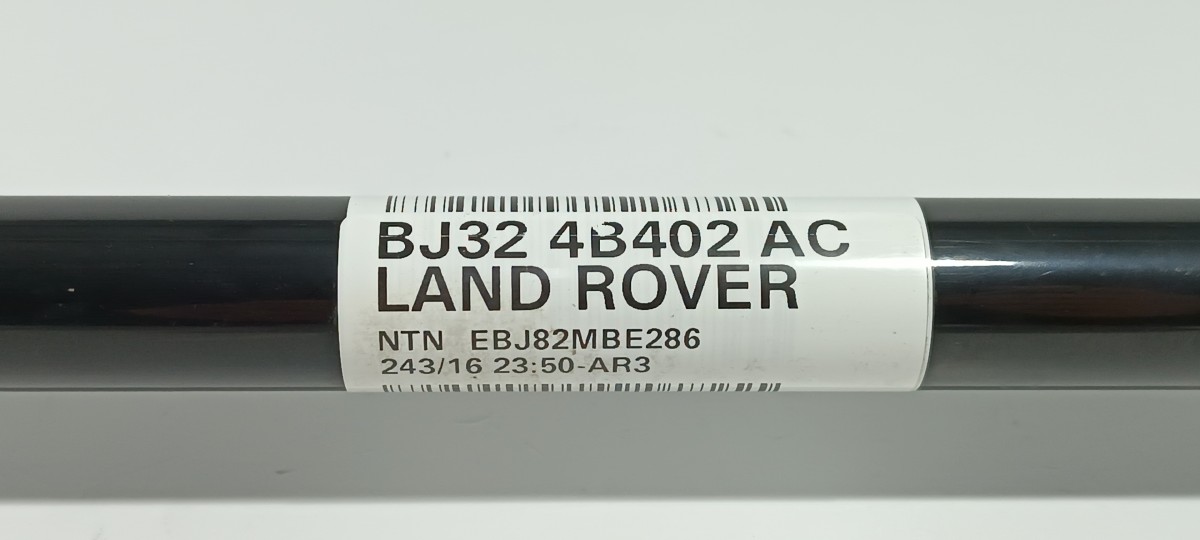 BJ32 4B402 AC
LAND ROVER
NTN EBJ82MBE286
243/16 23:50-AR3